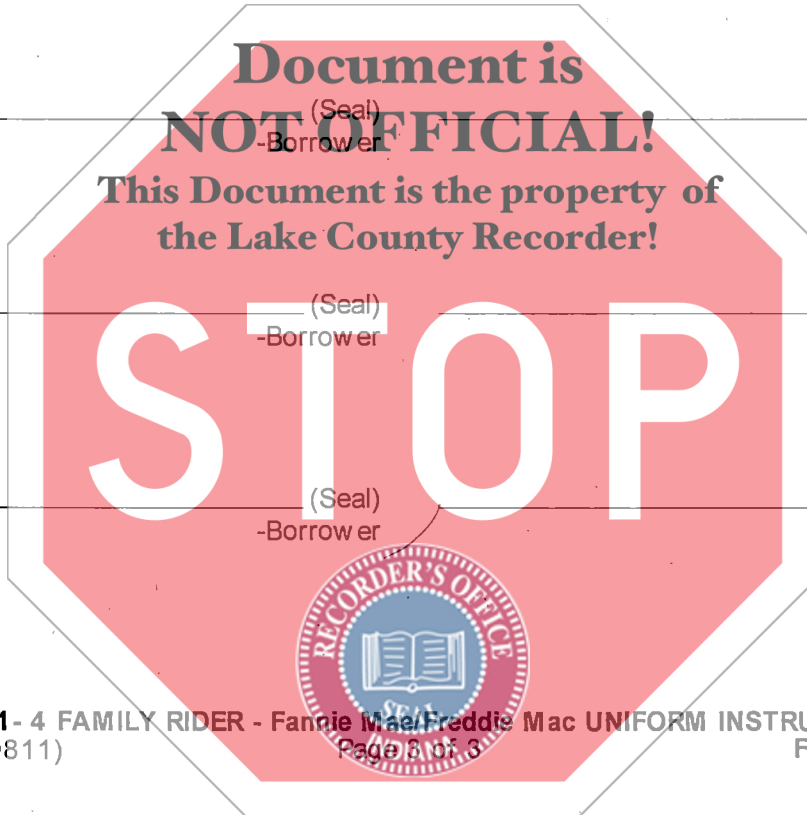 Document is
(Seal)
NOT OFFICIAL!
-Borrower
This Document is the property of
the Lake County Recorder!
(Seal)
-Borrower
STOP
(Seal)
-Borrower
RECORDER'S OFFICE
SEAL
1- 4 FAMILY RIDER - Fannie Mae/Freddie Mac UNIFORM INSTRU
INDIANA
811)
Page 3 of 3